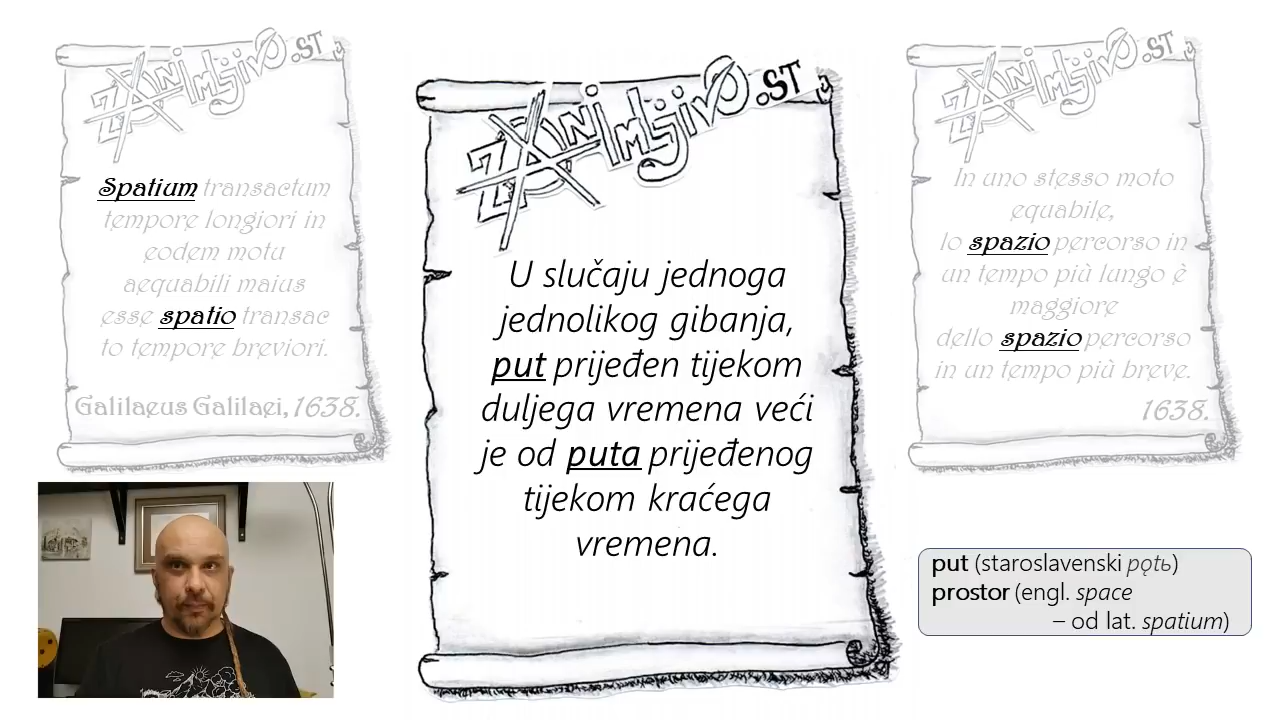 ZANIMLJIVO.ST
Spatium transactum
tempore longiori in
eodem motu
aequabili maius
esse spatio transac
to tempore breviori.
Galilaeus Galilaei, 1638.
ZANIMLJIVO.ST
U slučaju jednoga
jednolikog gibanja,
put prijeđen tijekom
duljega vremena veći
je od puta prijeđenog
tijekom kraćega
vremena.
ZANIMLJIVO.ST
In uno stesso moto
equabile,
lo spazio percorso in
un tempo più lungo è
maggiore
dello spazio percorso
in un tempo più breve.
1638.
put (staroslavenski pǫtь)
prostor (engl. space
– od lat. spatium)